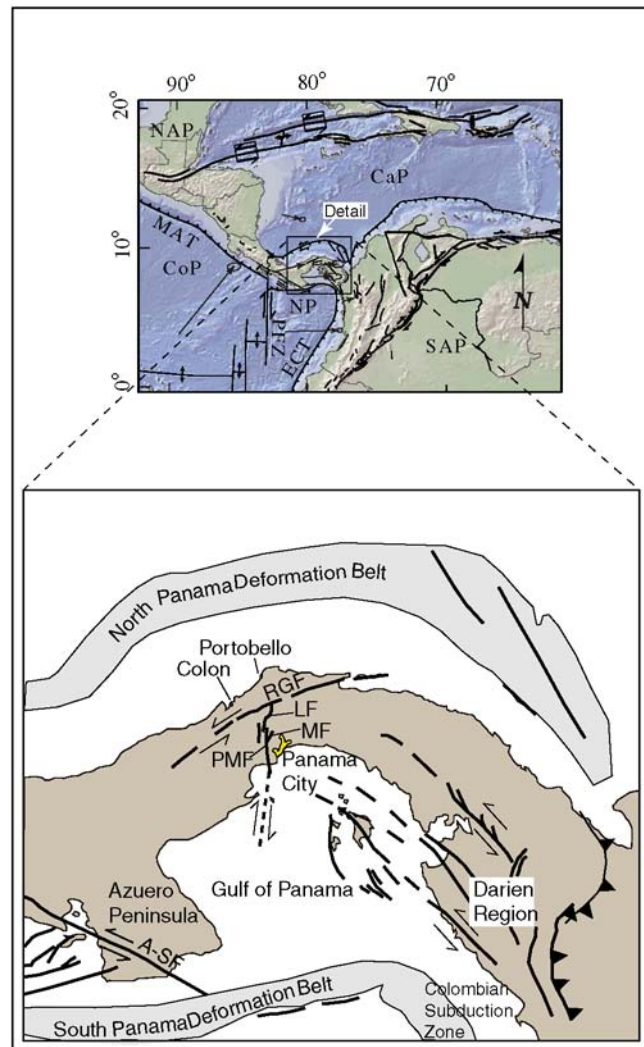 90° 80° 70°
20°
NAP
CaP
Detail
10°
MAT
CoP
NP
N
PFZ
ECT
SAP
0°
North Panama Deformation Belt
Portobello
Colon
RGF
LF
MF
PMF
Panama
City
Azuero
Peninsula
Gulf of Panama
Darien
Region
A-SF
South Panama Deformation Belt
Colombian
Subduction
Zone